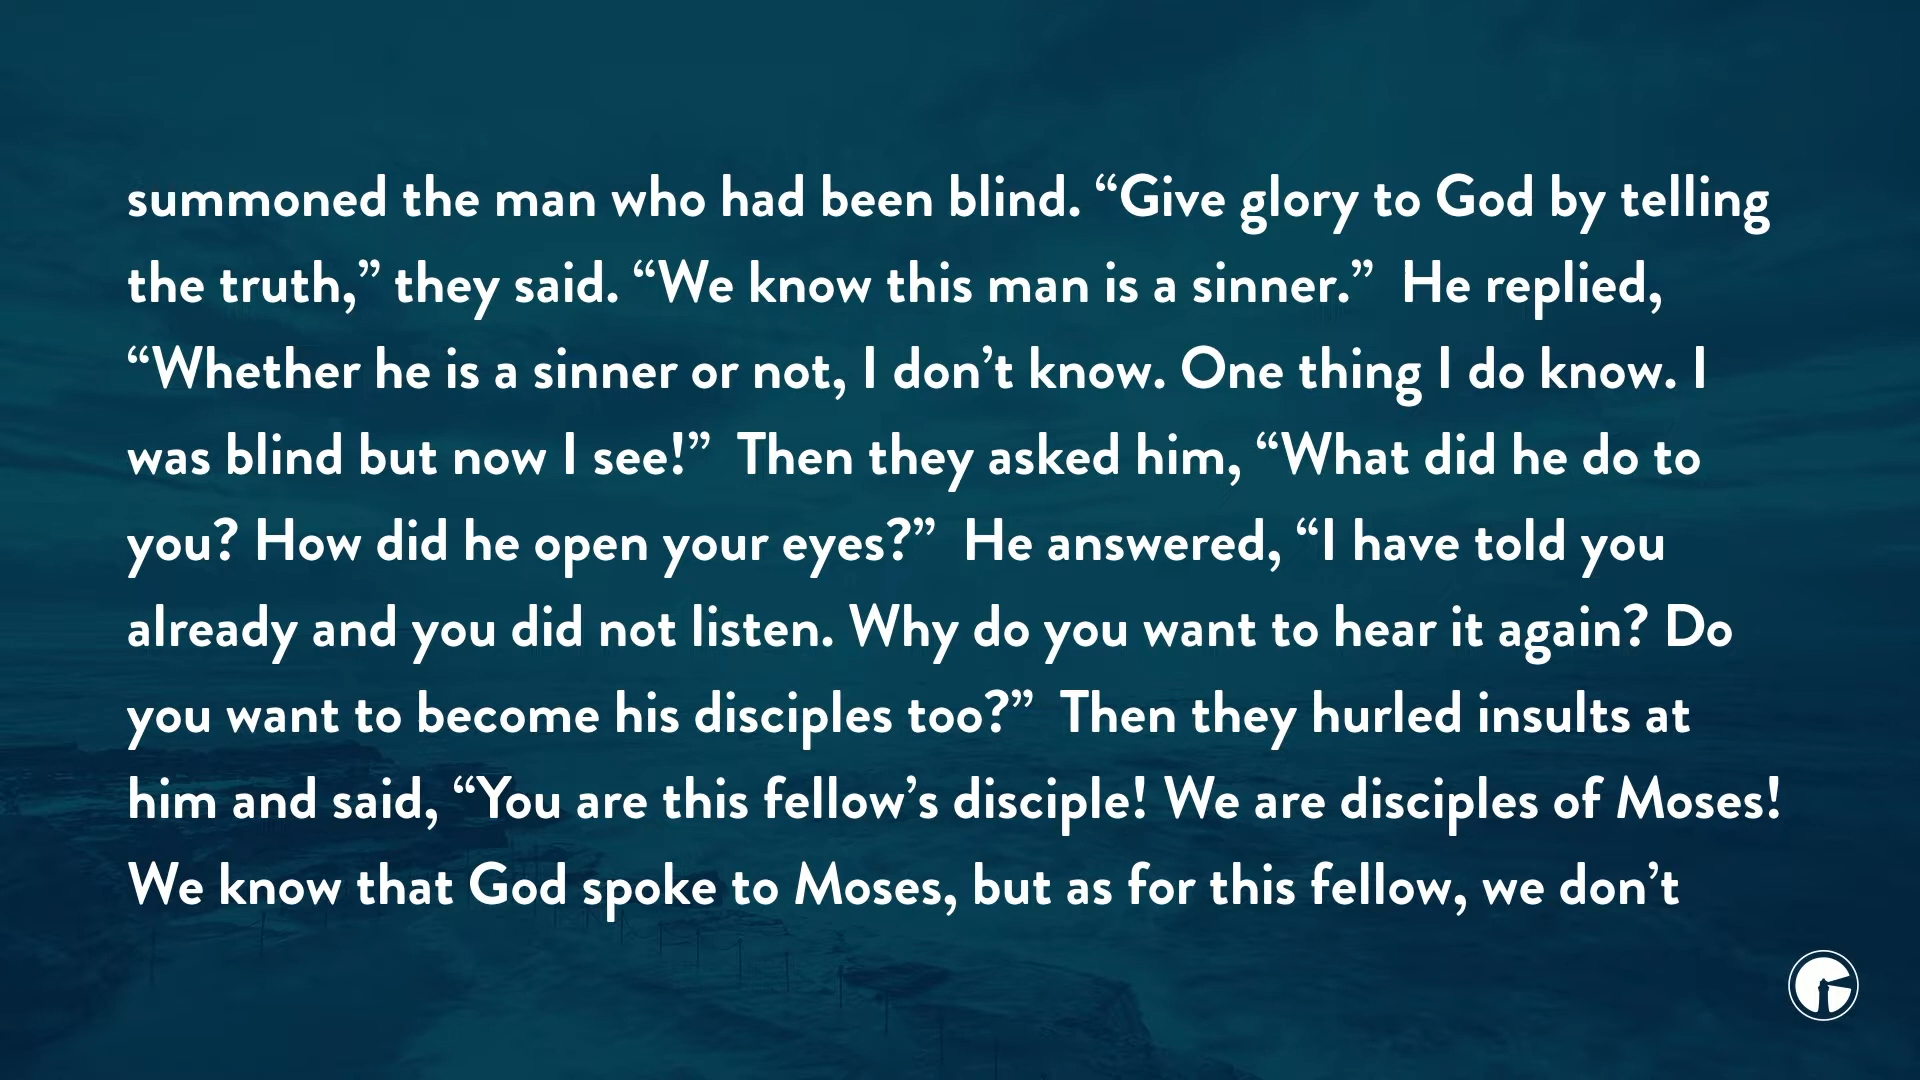 summoned the man who had been blind. “Give glory to God by telling
the truth,” they said. “We know this man is a sinner.”  He replied,
“Whether he is a sinner or not, I don’t know. One thing I do know. I
was blind but now I see!”  Then they asked him, “What did he do to
you? How did he open your eyes?”  He answered, “I have told you
already and you did not listen. Why do you want to hear it again? Do
you want to become his disciples too?”  Then they hurled insults at
him and said, “You are this fellow’s disciple! We are disciples of Moses!
We know that God spoke to Moses, but as for this fellow, we don’t